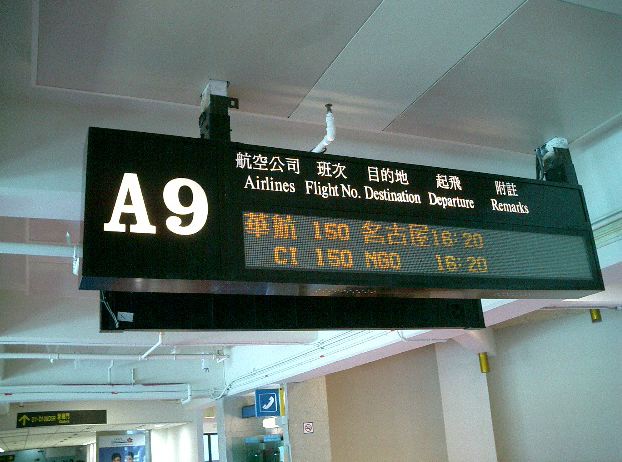 A9
航空公司 班次 目的地 起飛 附註
Airlines Flight No. Destination Departure Remarks
華航 150 名古屋 16:20
CI 150 NGO 16:20